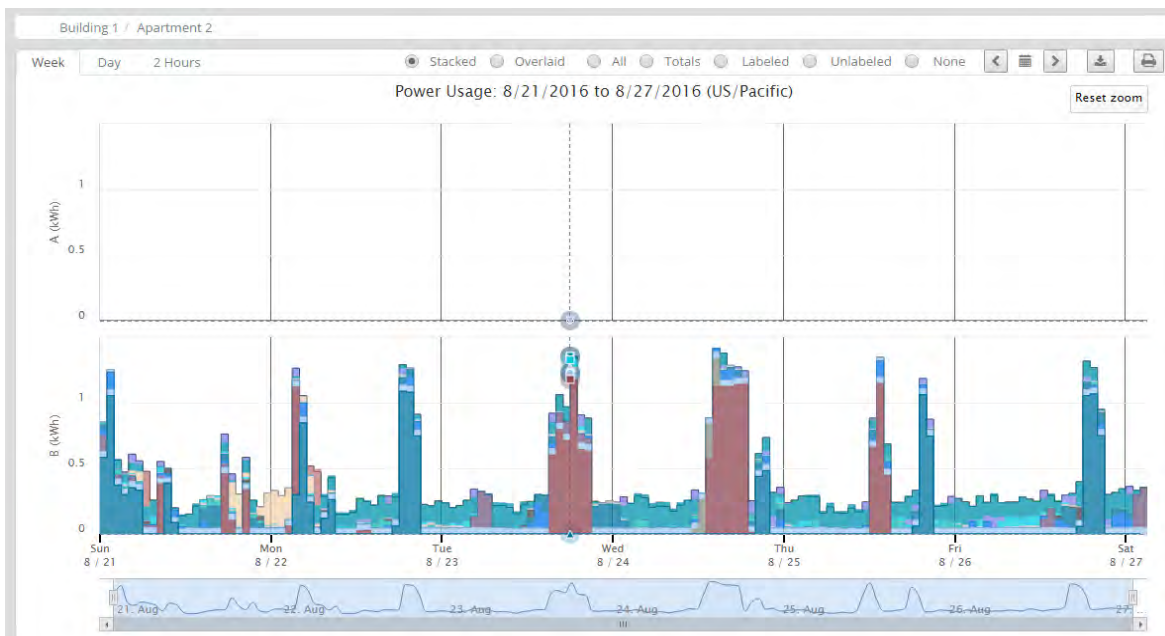 Building 1 / Apartment 2
Week Day 2 Hours Stacked Overlaid All Totals Labeled Unlabeled None
Power Usage: 8/21/2016 to 8/27/2016 (US/Pacific)
Reset zoom
A (kWh)
1
0.5
0
B (kWh)
1
0.5
0
Sun Mon Tue Wed Thu Fri Sat
8 / 21 8 / 22 8 / 23 8 / 24 8 / 25 8 / 26 8 / 27
21. Aug 22. Aug 23. Aug 24. Aug 25. Aug 26. Aug 27...